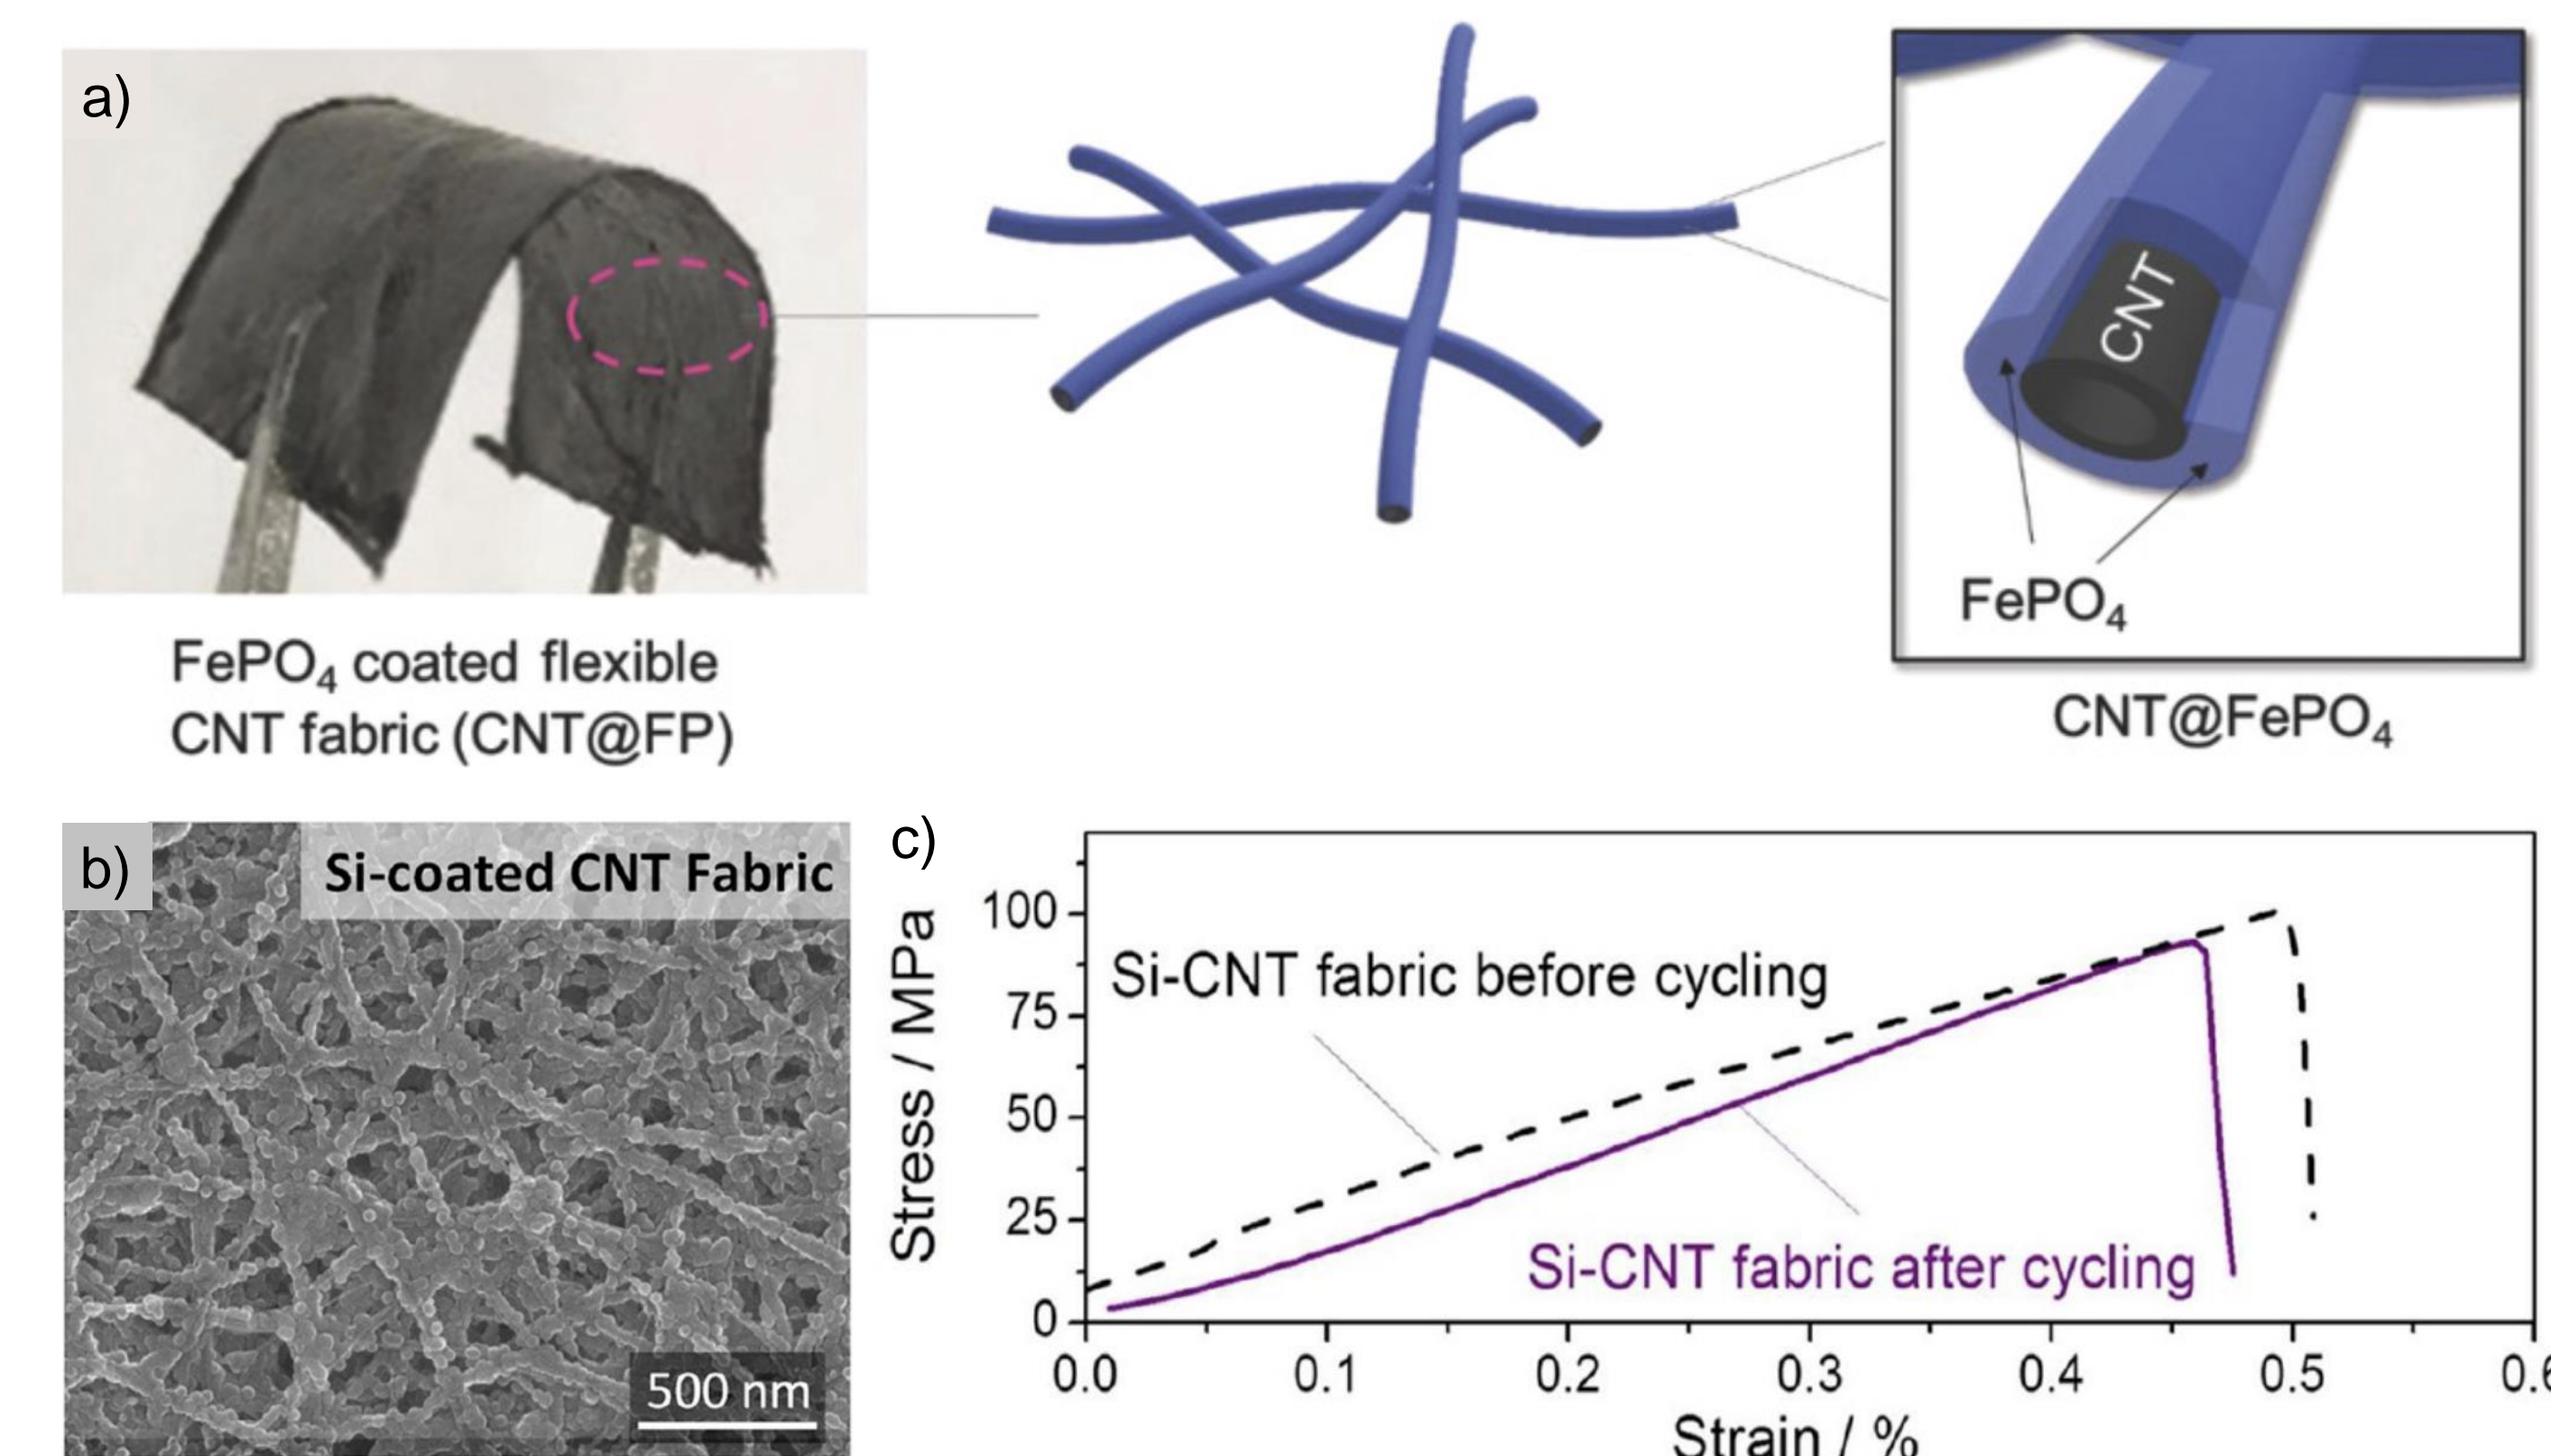 a)
CNT
FePO₄
FePO₄ coated flexible
CNT fabric (CNT@FP)
CNT@FePO₄
b)
Si-coated CNT Fabric
500 nm
c)
Stress / MPa
100
75
50
25
0
Si-CNT fabric before cycling
Si-CNT fabric after cycling
0.0 0.1 0.2 0.3 0.4 0.5 0.6
Strain / %